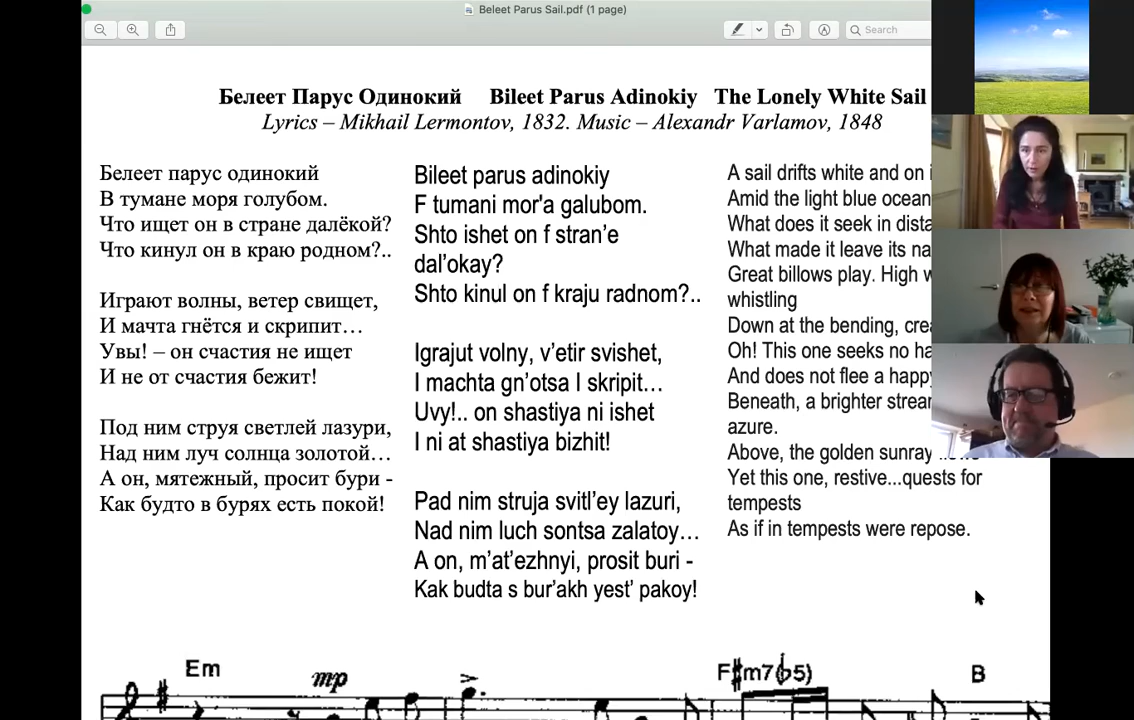 Beleet Parus Sail.pdf (1 page)
Search
Белеет Парус Одинокий Bileet Parus Adinokiy The Lonely White Sail
Lyrics – Mikhail Lermontov, 1832. Music – Alexandr Varlamov, 1848
Белеет парус одинокий
В тумане моря голубом.
Что ищет он в стране далёкой?
Что кинул он в краю родном?..
Играют волны, ветер свищет,
И мачта гнётся и скрипит…
Увы! – он счастия не ищет
И не от счастия бежит!
Под ним струя светлей лазури,
Над ним луч солнца золотой…
А он, мятежный, просит бури -
Как будто в бурях есть покой!
Bileet parus adinokiy
F tumani mor'a galubom.
Shto ishet on f stran’e
dal’okay?
Shto kinul on f kraju radnom?..
Igrajut volny, v’etir svishet,
I machta gn’otsa I skripit…
Uvy!.. on shastiya ni ishet
I ni at shastiya bizhit!
Pad nim struja svitl’ey lazuri,
Nad nim luch sontsa zalatoy…
A on, m’at’ezhnyi, prosit buri -
Kak budta s bur’akh yest’ pakoy!
A sail drifts white and on
Amid the light blue ocean
What does it seek in
What made it leave its
Great billows play. High
whistling
Down at the bending,
Oh! This one seeks no
And does not flee a
Beneath, a brighter
azure.
Above, the golden sunray
Yet this one, restive...quests for
tempests
As if in tempests were repose.
Em mp F#m7(b5) B